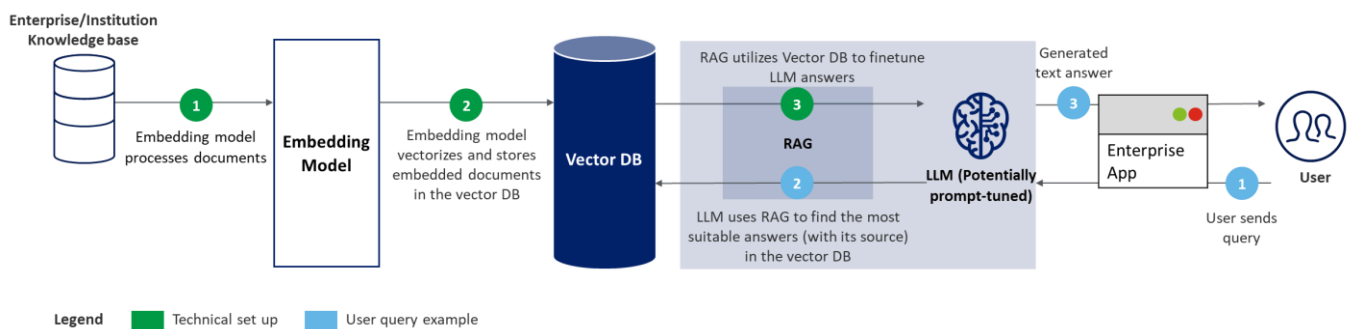 Enterprise/Institution
Knowledge base
1
Embedding model
processes documents
Embedding
Model
2
Embedding model
vectorizes and stores
embedded documents
in the vector DB
Vector DB
RAG utilizes Vector DB to finetune
LLM answers
3
RAG
2
LLM uses RAG to find the most
suitable answers (with its source)
in the vector DB
LLM (Potentially
prompt-tuned)
Generated
text answer
3
Enterprise
App
1
User sends
query
User
Legend
Technical set up
User query example